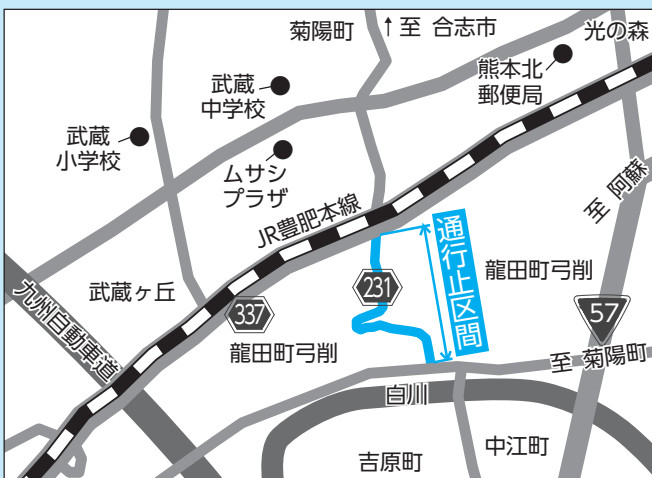 菊陽町
↑至 合志市
光の森
武蔵
中学校
熊本北
郵便局
武蔵
小学校
ムサシ
プラザ
至 阿蘇
JR豊肥本線
通行止区間
九州自動車道
武蔵ヶ丘
337
231
龍田町弓削
57
龍田町弓削
至 菊陽町
白川
吉原町
中江町